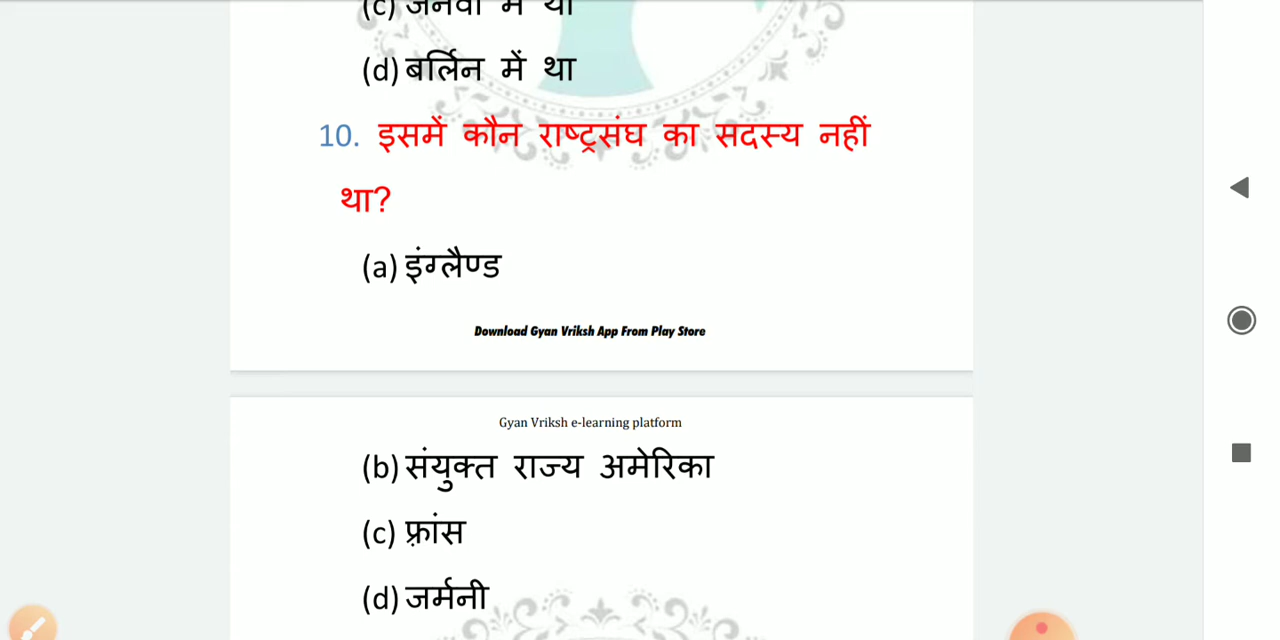 (c) जेनेवा में था
(d) बर्लिन में था
10. इसमें कौन राष्ट्रसंघ का सदस्य नहीं
था?
(a) इंग्लैण्ड
Download Gyan Vriksh App From Play Store
Gyan Vriksh e-learning platform
(b) संयुक्त राज्य अमेरिका
(c) फ़्रांस
(d) जर्मनी